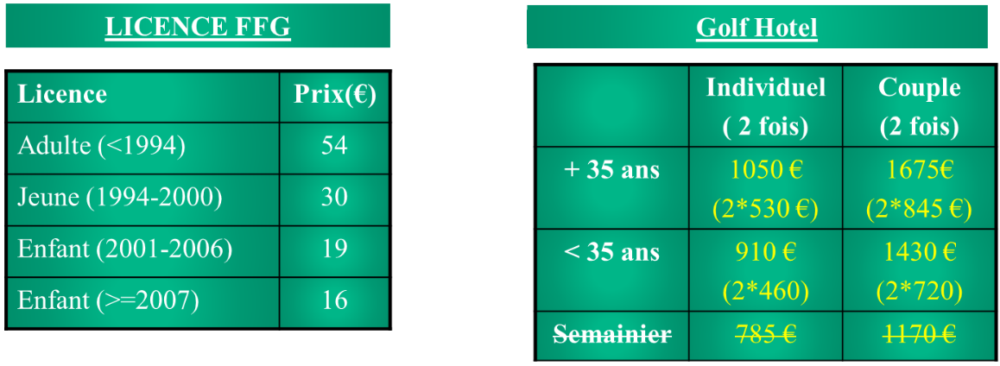 LICENCE FFG
Licence Prix(€)
Adulte (<1994) 54
Jeune (1994-2000) 30
Enfant (2001-2006) 19
Enfant (>=2007) 16
Golf Hotel
Individuel Couple
( 2 fois) (2 fois)
+ 35 ans 1050 € 1675€
(2*530 €) (2*845 €)
< 35 ans 910 € 1430 €
(2*460) (2*720)
Semainier 785 € 1170 €